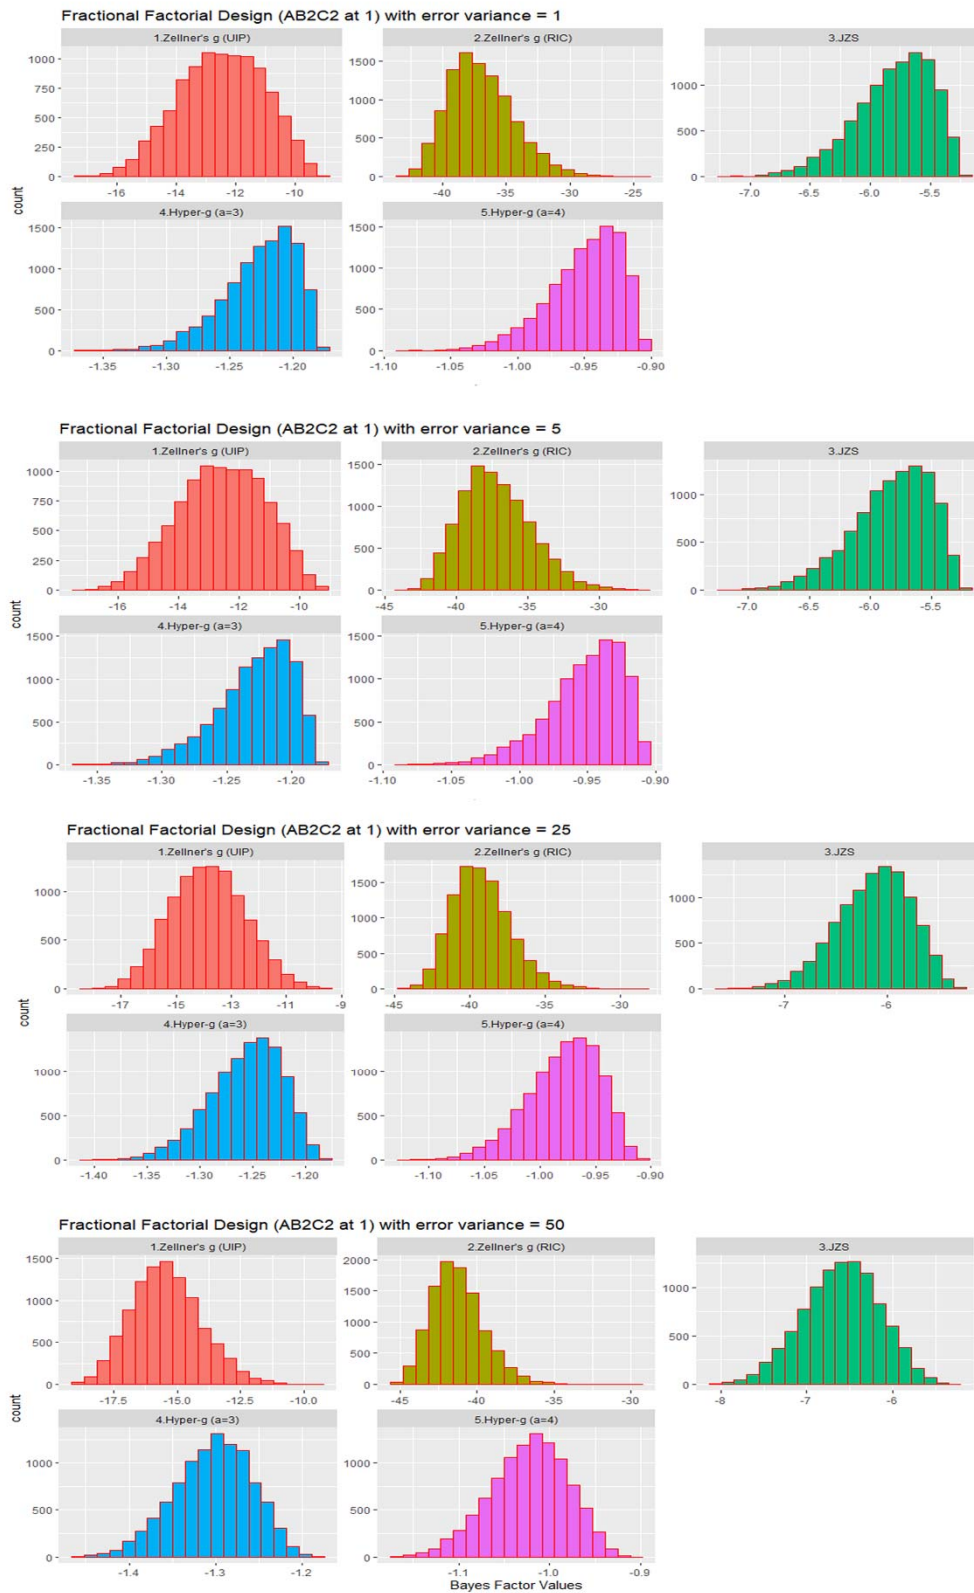 Fractional Factorial Design (AB2C2 at 1) with error variance = 1
1.Zellner's g (UIP) 2.Zellner's g (RIC) 3.JZS
1000 1500
750 1000 1000
500
250 500 500
0 0 0
-16 -14 -12 -10 -40 -35 -30 -25 -7.0 -6.5 -6.0 -5.5
count
4.Hyper-g (a=3) 5.Hyper-g (a=4)
1500 1500
1000 1000
500 500
0 0
-1.35 -1.30 -1.25 -1.20 -1.10 -1.05 -1.00 -0.95 -0.90
Fractional Factorial Design (AB2C2 at 1) with error variance = 5
1.Zellner's g (UIP) 2.Zellner's g (RIC) 3.JZS
1000 1500
750 1000 1000
500
250 500 500
0 0 0
-16 -14 -12 -10 -45 -40 -35 -30 -7.0 -6.5 -6.0 -5.5
count
4.Hyper-g (a=3) 5.Hyper-g (a=4)
1500 1500
1000 1000
500 500
0 0
-1.35 -1.30 -1.25 -1.20 -1.10 -1.05 -1.00 -0.95 -0.90
Fractional Factorial Design (AB2C2 at 1) with error variance = 25
1.Zellner's g (UIP) 2.Zellner's g (RIC) 3.JZS
1500
1000 1000 1000
500 500 500
0 0 0
-17 -15 -13 -11 -9 -45 -40 -35 -30 -7 -6
count
4.Hyper-g (a=3) 5.Hyper-g (a=4)
1000 1000
500 500
0 0
-1.40 -1.35 -1.30 -1.25 -1.20 -1.10 -1.05 -1.00 -0.95 -0.90
Fractional Factorial Design (AB2C2 at 1) with error variance = 50
1.Zellner's g (UIP) 2.Zellner's g (RIC) 3.JZS
1500 2000
1000 1500 1000
1000
500 500 500
0 0 0
-17.5 -15.0 -12.5 -10.0 -45 -40 -35 -30 -8 -7 -6
count
4.Hyper-g (a=3) 5.Hyper-g (a=4)
1000 1000
500 500
0 0
-1.4 -1.3 -1.2 -1.1 -1.0 -0.9
Bayes Factor Values